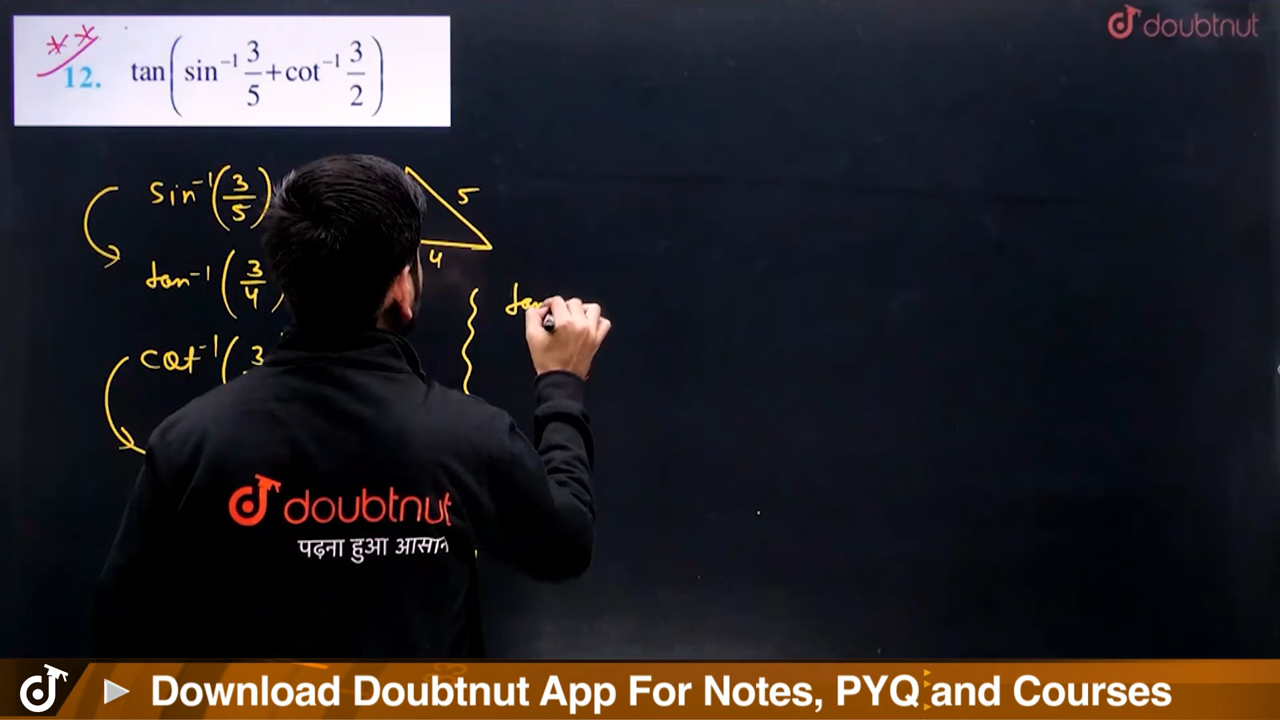 doubtnut
12. tan(sin⁻¹ 3/5 + cot⁻¹ 3/2)
sin⁻¹(3/5)
5
4
tan⁻¹(3/4)
cot⁻¹(3
doubtnut
पढ़ना हुआ आसान
Download Doubtnut App For Notes, PYQ and Courses